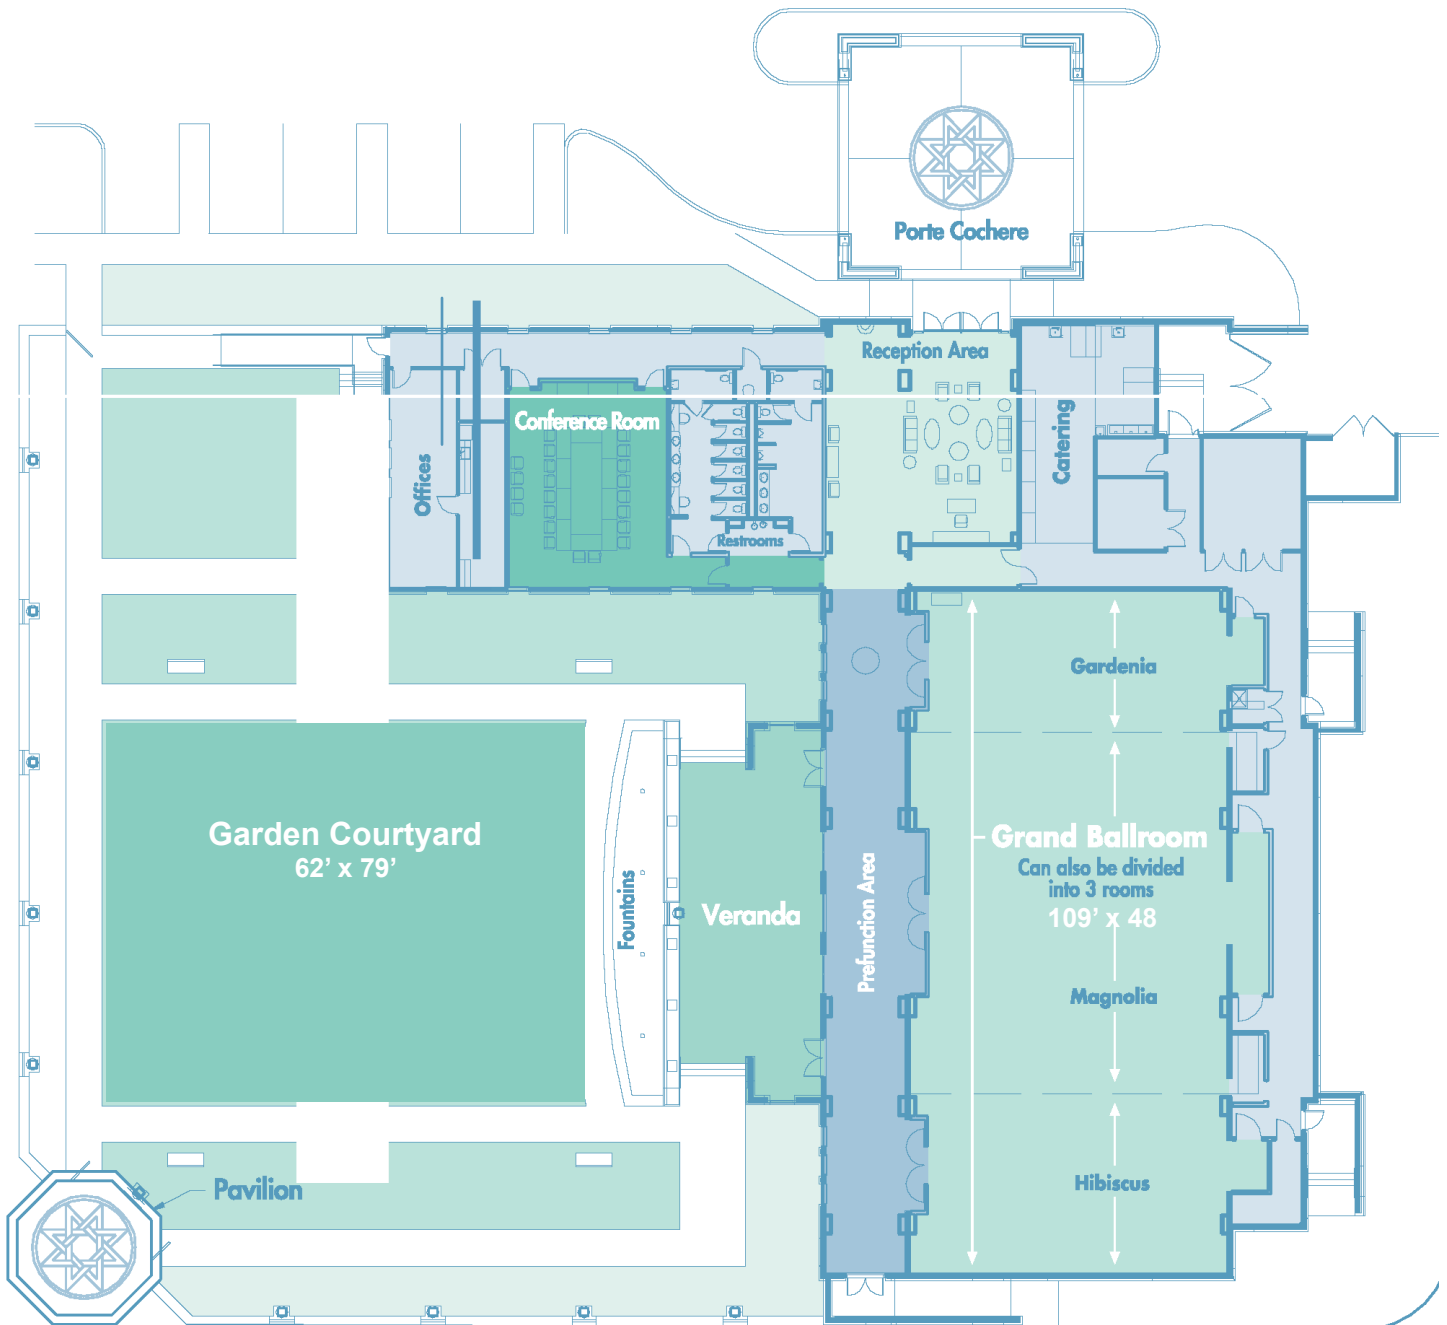 Porte Cochere
Reception Area
Conference Room
Catering
Offices
Restrooms
Gardenia
Garden Courtyard
62’ x 79’
Grand Ballroom
Can also be divided
into 3 rooms
109’ x 48
Fountains
Veranda
Prefunction Area
Magnolia
Pavilion
Hibiscus